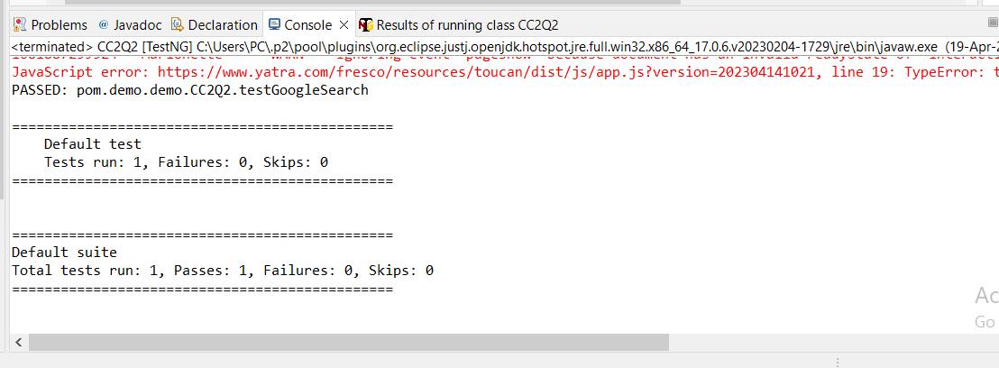 Problems @ Javadoc Declaration Console Results of running class CC2Q2
<terminated> CC2Q2 [TestNG] C:\Users\PC\.p2\pool\plugins\org.eclipse.justj.openjdk.hotspot.jre.full.win32.x86_64_17.0.6.v20230204-1729\jre\bin\javaw.exe (19-Apr-2
JavaScript error: https://www.yatra.com/fresco/resources/toucan/dist/js/app.js?version=202304141021, line 19: TypeError: t
PASSED: pom.demo.demo.CC2Q2.testGoogleSearch
===============================================
Default test
Tests run: 1, Failures: 0, Skips: 0
===============================================
===============================================
Default suite
Total tests run: 1, Passes: 1, Failures: 0, Skips: 0
===============================================
Ac
Go